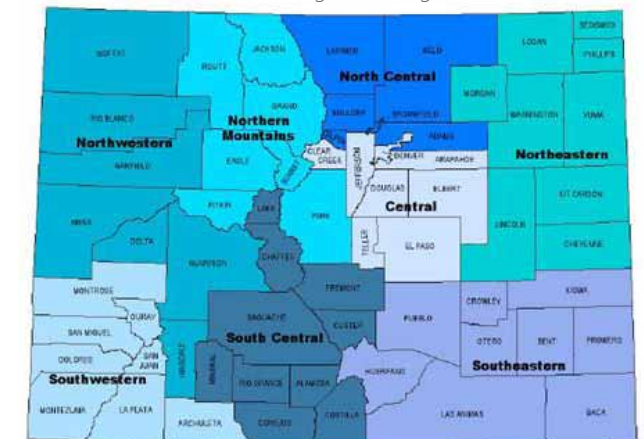 MOFFAT
ROUTT
JACKSON
LARIMER
WELD
LOGAN
SEDGWICK
PHILLIPS
North Central
MORGAN
RIO BLANCO
GRAND
BOULDER
BROOMFIELD
WASHINGTON
YUMA
Northwestern
Northern
Mountains
ADAMS
Northeastern
GARFIELD
EAGLE
CLEAR
CREEK
JEFFERSON
DENVER
ARAPAHOE
SUMMIT
DOUGLAS
ELBERT
KIT CARSON
PITKIN
LAKE
PARK
Central
LINCOLN
MESA
DELTA
TELLER
EL PASO
CHEYENNE
GUNNISON
CHAFFEE
MONTROSE
FREMONT
KIOWA
OURAY
SAGUACHE
CUSTER
PUEBLO
CROWLEY
SAN MIGUEL
South Central
OTERO
BENT
PROWERS
DOLORES
SAN
JUAN
HINSDALE
MINERAL
Southeastern
Southwestern
RIO GRANDE
ALAMOSA
HUERFANO
MONTEZUMA
LA PLATA
ARCHULETA
CONEJOS
COSTILLA
LAS ANIMAS
BACA